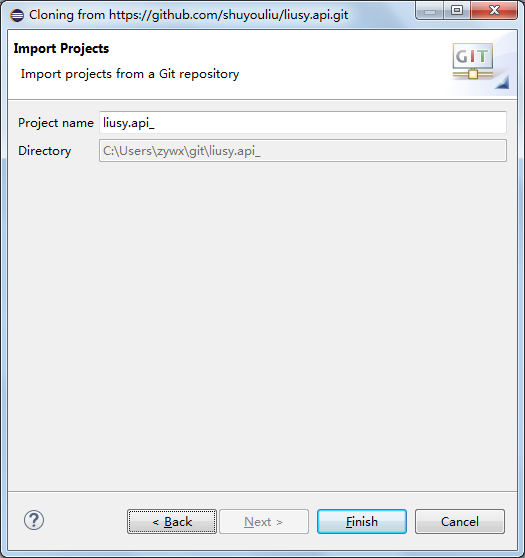 Cloning from https://github.com/shuyouliu/liusy.api.git
Import Projects
Import projects from a Git repository
GIT
Project name liusy.api_
Directory C:\Users\zywx\git\liusy.api_
? < Back Next > Finish Cancel